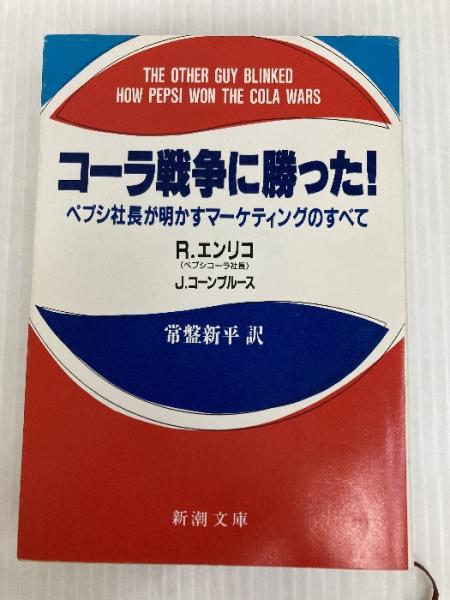 THE OTHER GUY BLINKED
HOW PEPSI WON THE COLA WARS
コーラ戦争に勝った!
ペプシ社長が明かすマーケティングのすべて
R.エンリコ
(ペプシコーラ社長)
J.コーンブルース
常盤新平 訳
新潮文庫